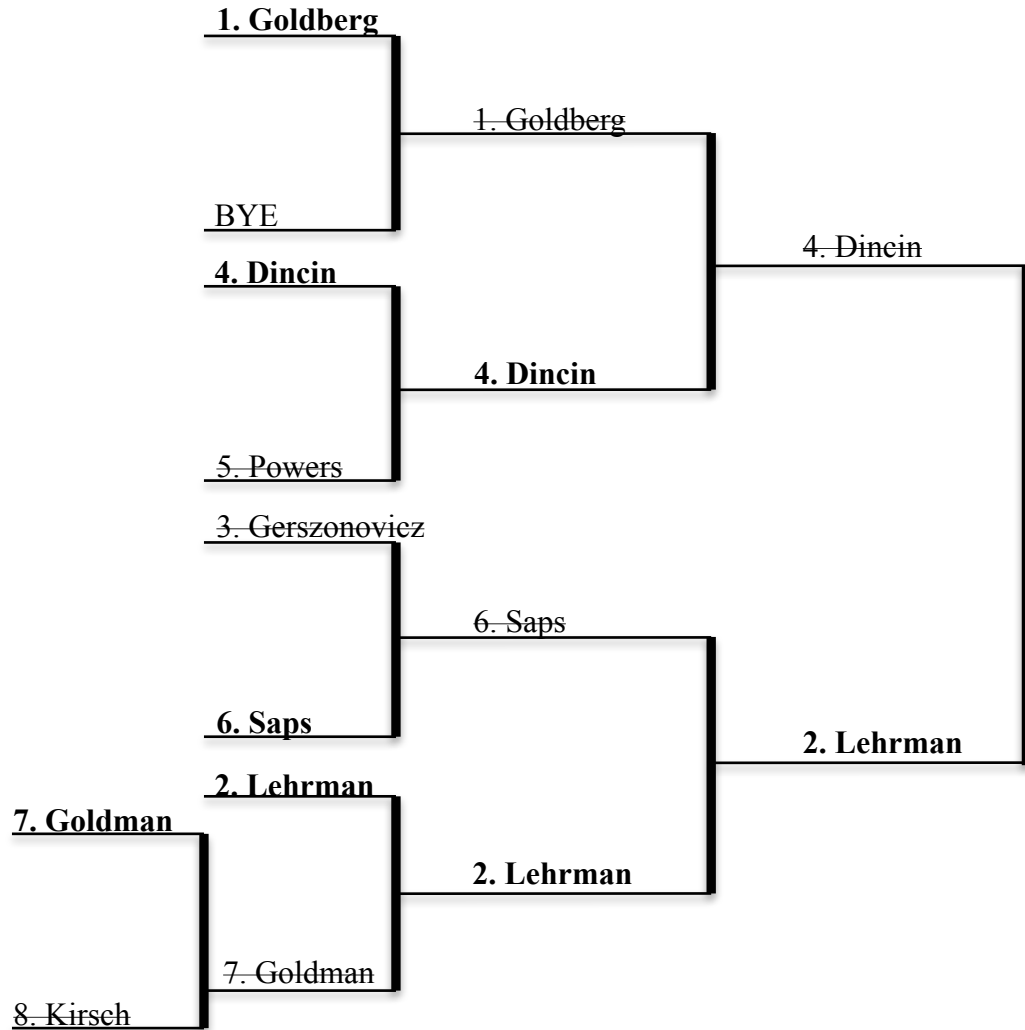 1. Goldberg
1. Goldberg
BYE
4. Dincin
4. Dincin
4. Dincin
5. Powers
3. Gerszonovicz
6. Saps
6. Saps
2. Lehrman
2. Lehrman
7. Goldman
2. Lehrman
7. Goldman
8. Kirsch